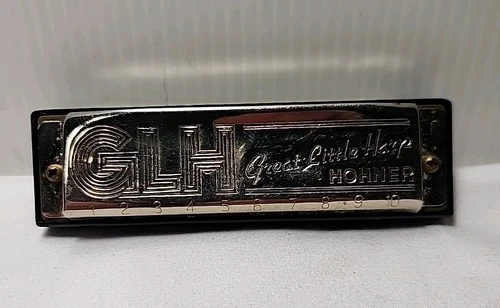 GLH
Great Little Harp
HOHNER
1 2 3 4 5 6 7 8 9 10